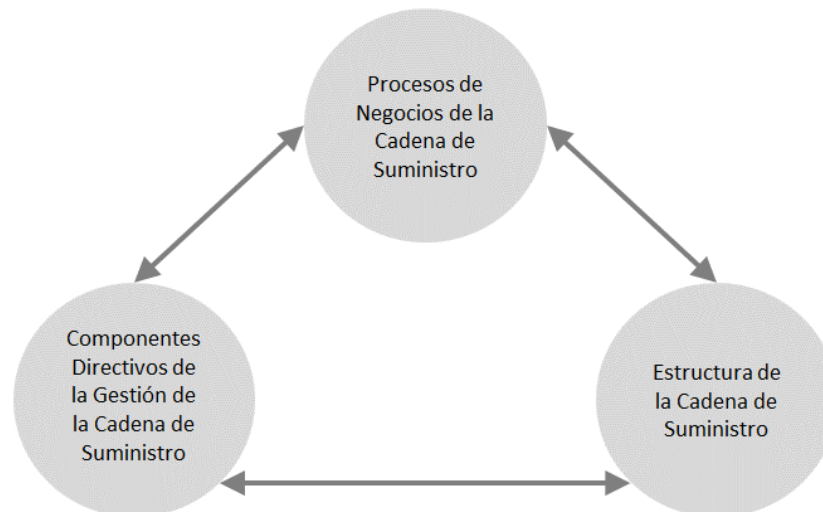 Procesos de
Negocios de la
Cadena de
Suministro
Componentes
Directivos de
la Gestión de
la Cadena de
Suministro
Estructura de
la Cadena de
Suministro